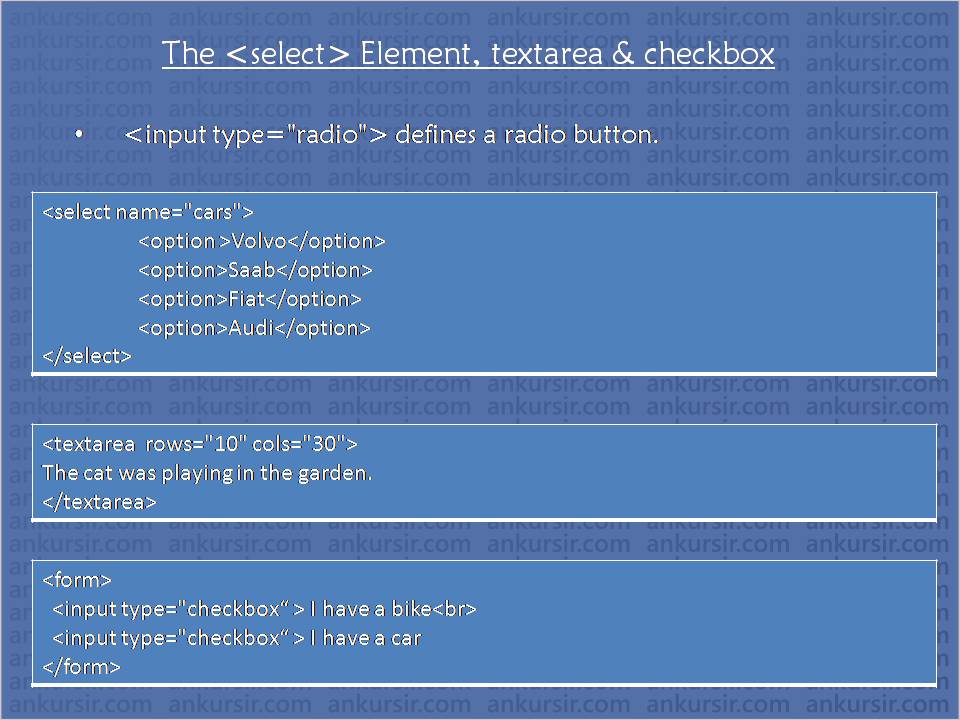 The <select> Element, textarea & checkbox
• <input type="radio"> defines a radio button.
<select name="cars">
<option >Volvo</option>
<option>Saab</option>
<option>Fiat</option>
<option>Audi</option>
</select>
<textarea rows="10" cols="30">
The cat was playing in the garden.
</textarea>
<form>
<input type="checkbox“ > I have a bike<br>
<input type="checkbox“ > I have a car
</form>
ankursir.com